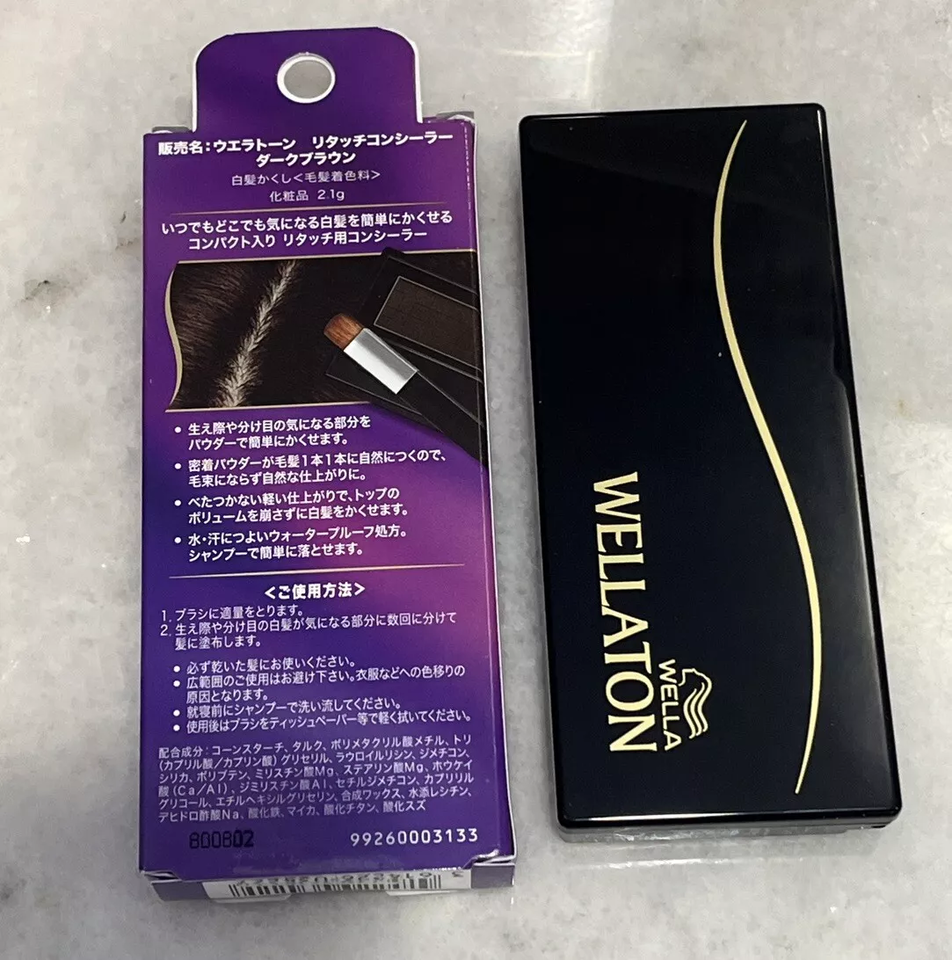 販売名:ウエラトーン リタッチコンシーラー
ダークブラウン
白髪かくし<毛髪着色料>
化粧品 2.1g
いつでもどこでも気になる白髪を簡単にかくせる
コンパクト入り リタッチ用コンシーラー
• 生え際や分け目の気になる部分を
パウダーで簡単にかくせます。
• 密着パウダーが毛髪1本1本に自然につくので、
毛束にならず自然な仕上がりに。
• べたつかない軽い仕上がりで、トップの
ボリュームを崩さずに白髪をかくせます。
• 水・汗につよいウォータープルーフ処方。
シャンプーで簡単に落とせます。
<ご使用方法>
1. ブラシに適量をとります。
2. 生え際や分け目の白髪が気になる部分に数回に分けて
髪に塗布します。
• 必ず乾いた髪にお使いください。
• 広範囲のご使用はお避け下さい。衣服などへの色移りの
原因となります。
• 就寝前にシャンプーで洗い流してください。
• 使用後はブラシをティッシュペーパー等で軽く拭いてください。
配合成分:コーンスターチ、タルク、ポリメタクリル酸メチル、トリ
(カプリル酸/カプリン酸)グリセリル、ラウロイルリシン、ジメチコン、
シリカ、ポリブテン、ミリスチン酸Mg、ステアリン酸Mg、ホウケイ
酸(Ca/Al)、ジミリスチン酸Al、セチルジメチコン、カプリリル
グリコール、エチルヘキシルグリセリン、合成ワックス、水添レシチン、
デヒドロ酢酸Na、酸化鉄、マイカ、酸化チタン、酸化スズ
800802
99260003133
WELLATON
WELLA